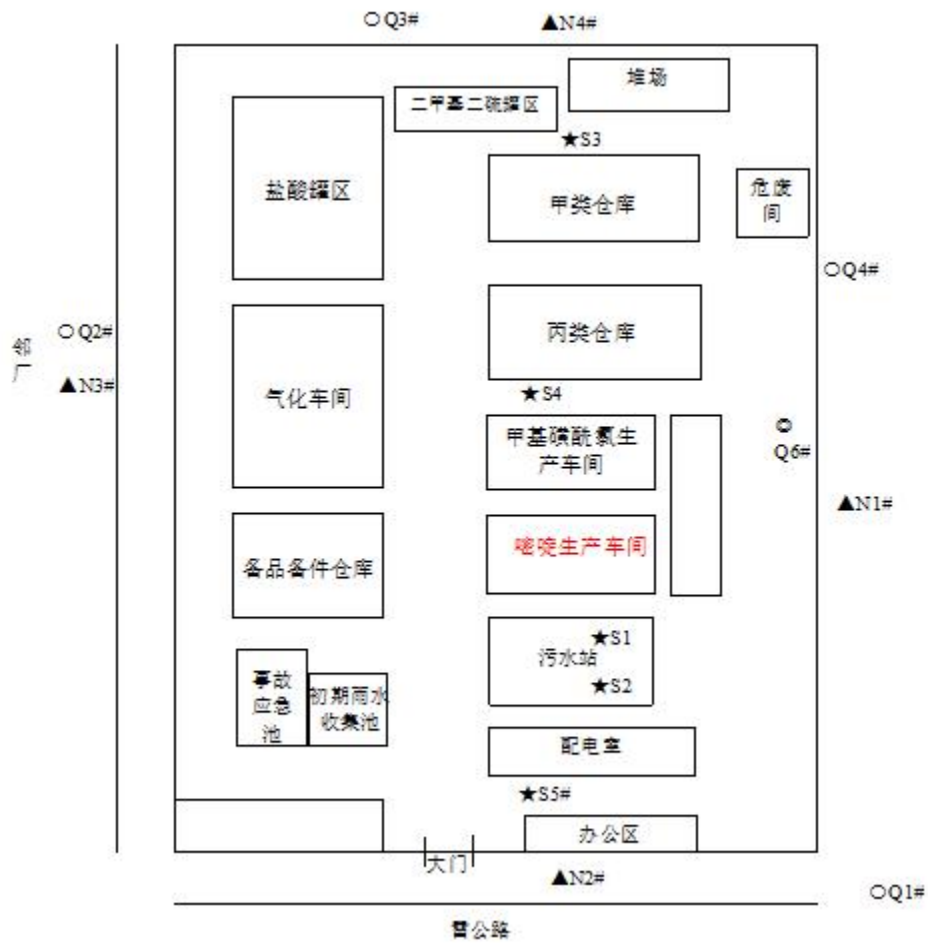 ○Q3#
▲N4#
堆场
二甲基二硫罐区
★S3
盐酸罐区
甲类仓库
危废
间
○Q4#
○Q2#
丙类仓库
邻
厂
▲N3#
气化车间
★S4
◎
Q6#
甲基磺酰氯生
产车间
▲N1#
嘧啶生产车间
备品备件仓库
★S1
污水站
★S2
事故
应急
池
初期雨水
收集池
配电室
★S5#
办公区
大门
▲N2#
○Q1#
雷公路